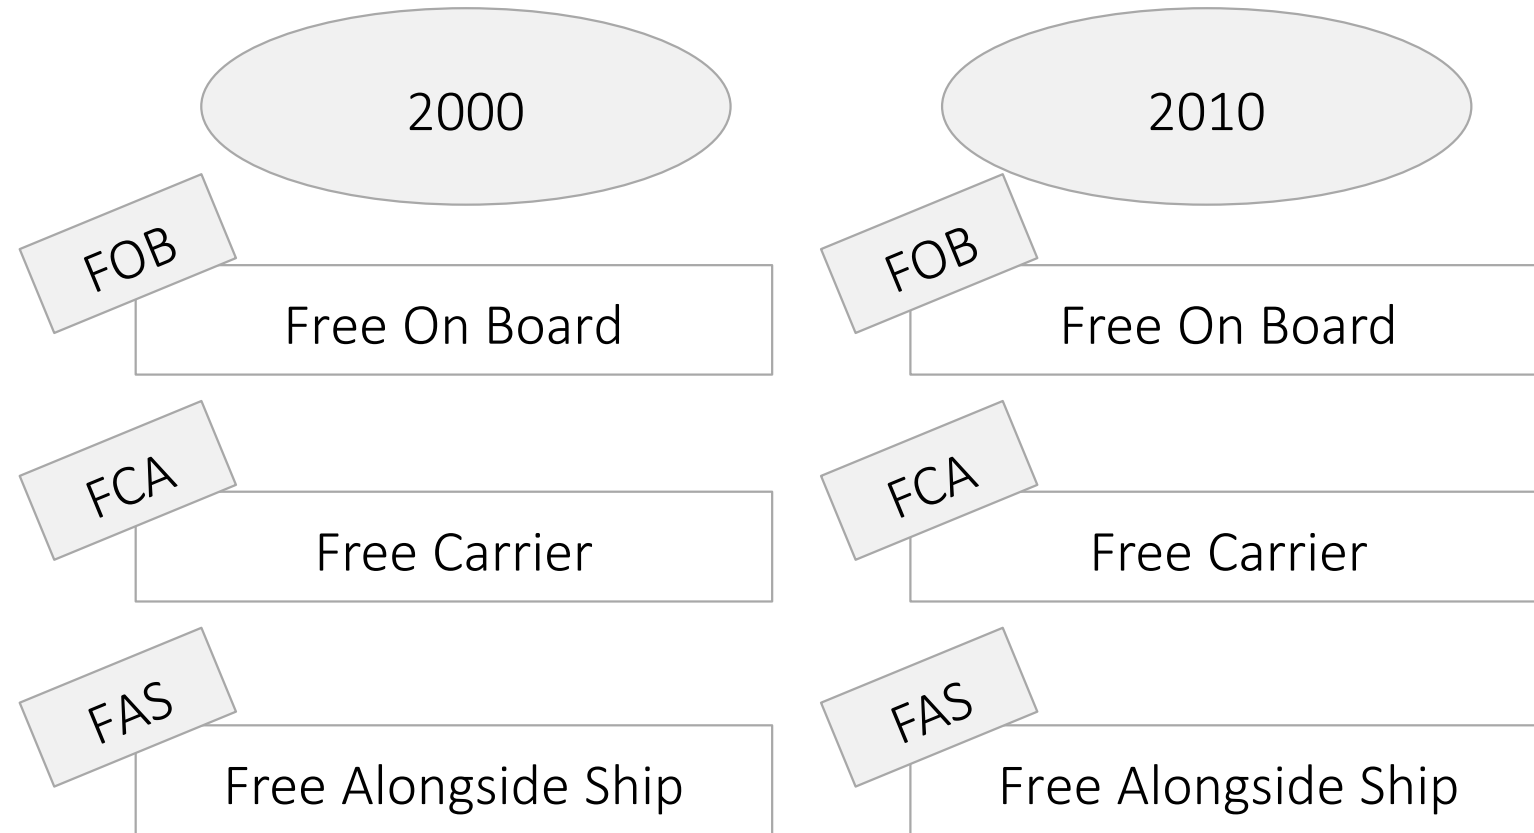 2000
2010
FOB
Free On Board
FOB
Free On Board
FCA
Free Carrier
FCA
Free Carrier
FAS
Free Alongside Ship
FAS
Free Alongside Ship